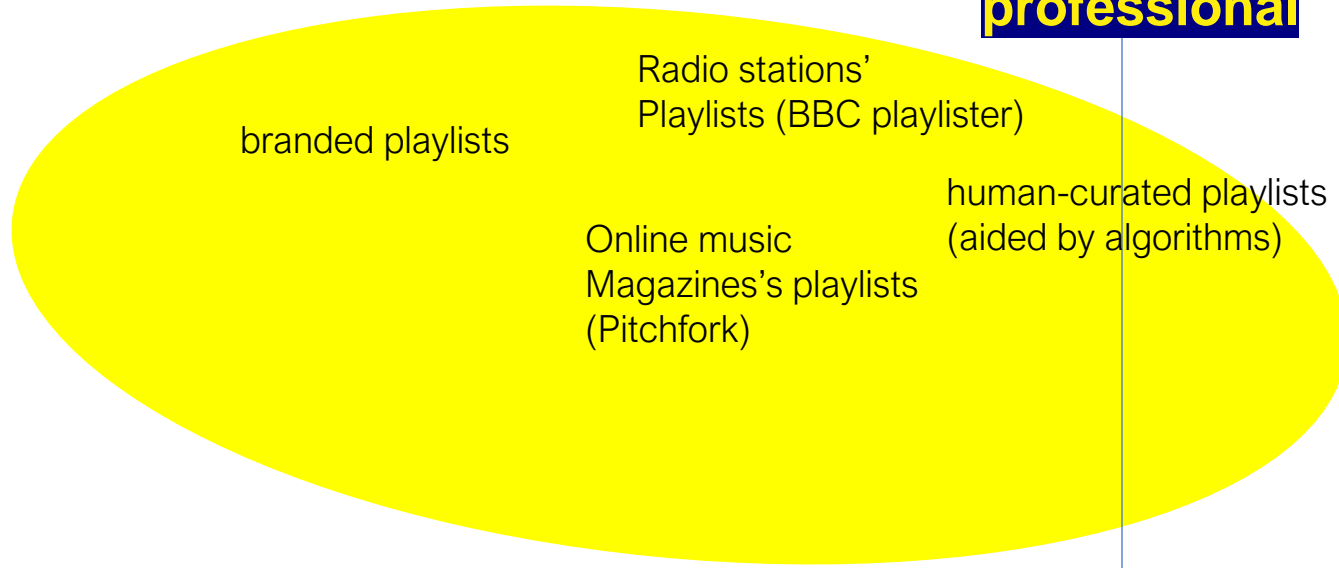 professional
Radio stations’
Playlists (BBC playlister)
branded playlists
human-curated playlists
(aided by algorithms)
Online music
Magazines’s playlists
(Pitchfork)